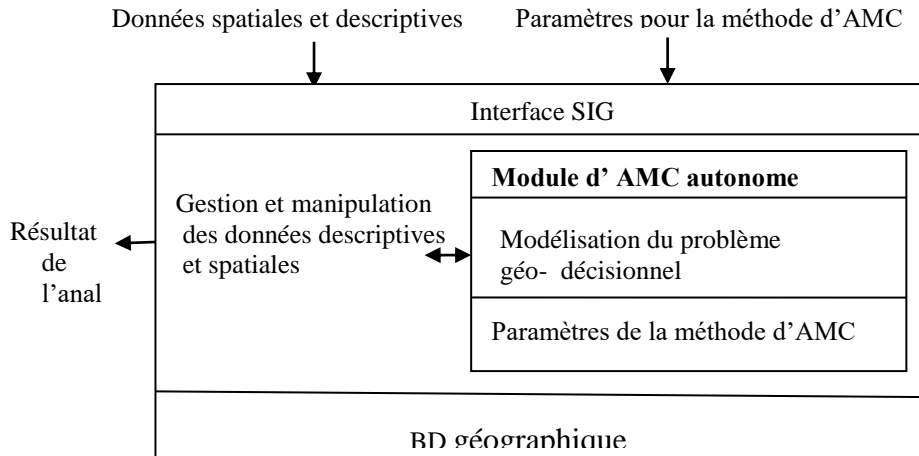 Données spatiales et descriptives
Paramètres pour la méthode d’AMC
Interface SIG
Module d’ AMC autonome
Gestion et manipulation
des données descriptives
et spatiales
Modélisation du problème
géo- décisionnel
Paramètres de la méthode d’AMC
Résultat
de
l’anal
BD géographique